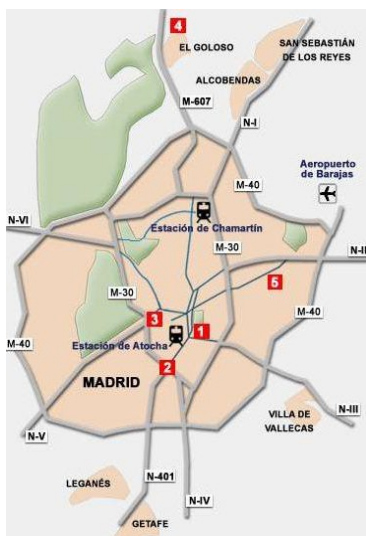 4
EL GOLOSO
SAN SEBASTIÁN
DE LOS REYES
ALCOBENDAS
M-607
N-I
Aeropuerto
de Barajas
M-40
N-VI
Estación de Chamartín
M-30
N-II
M-30
5
M-40
3
1
M-40
Estación de Atocha
2
MADRID
VILLA DE
VALLECAS
N-III
N-V
N-401
LEGANÉS
N-IV
GETAFE